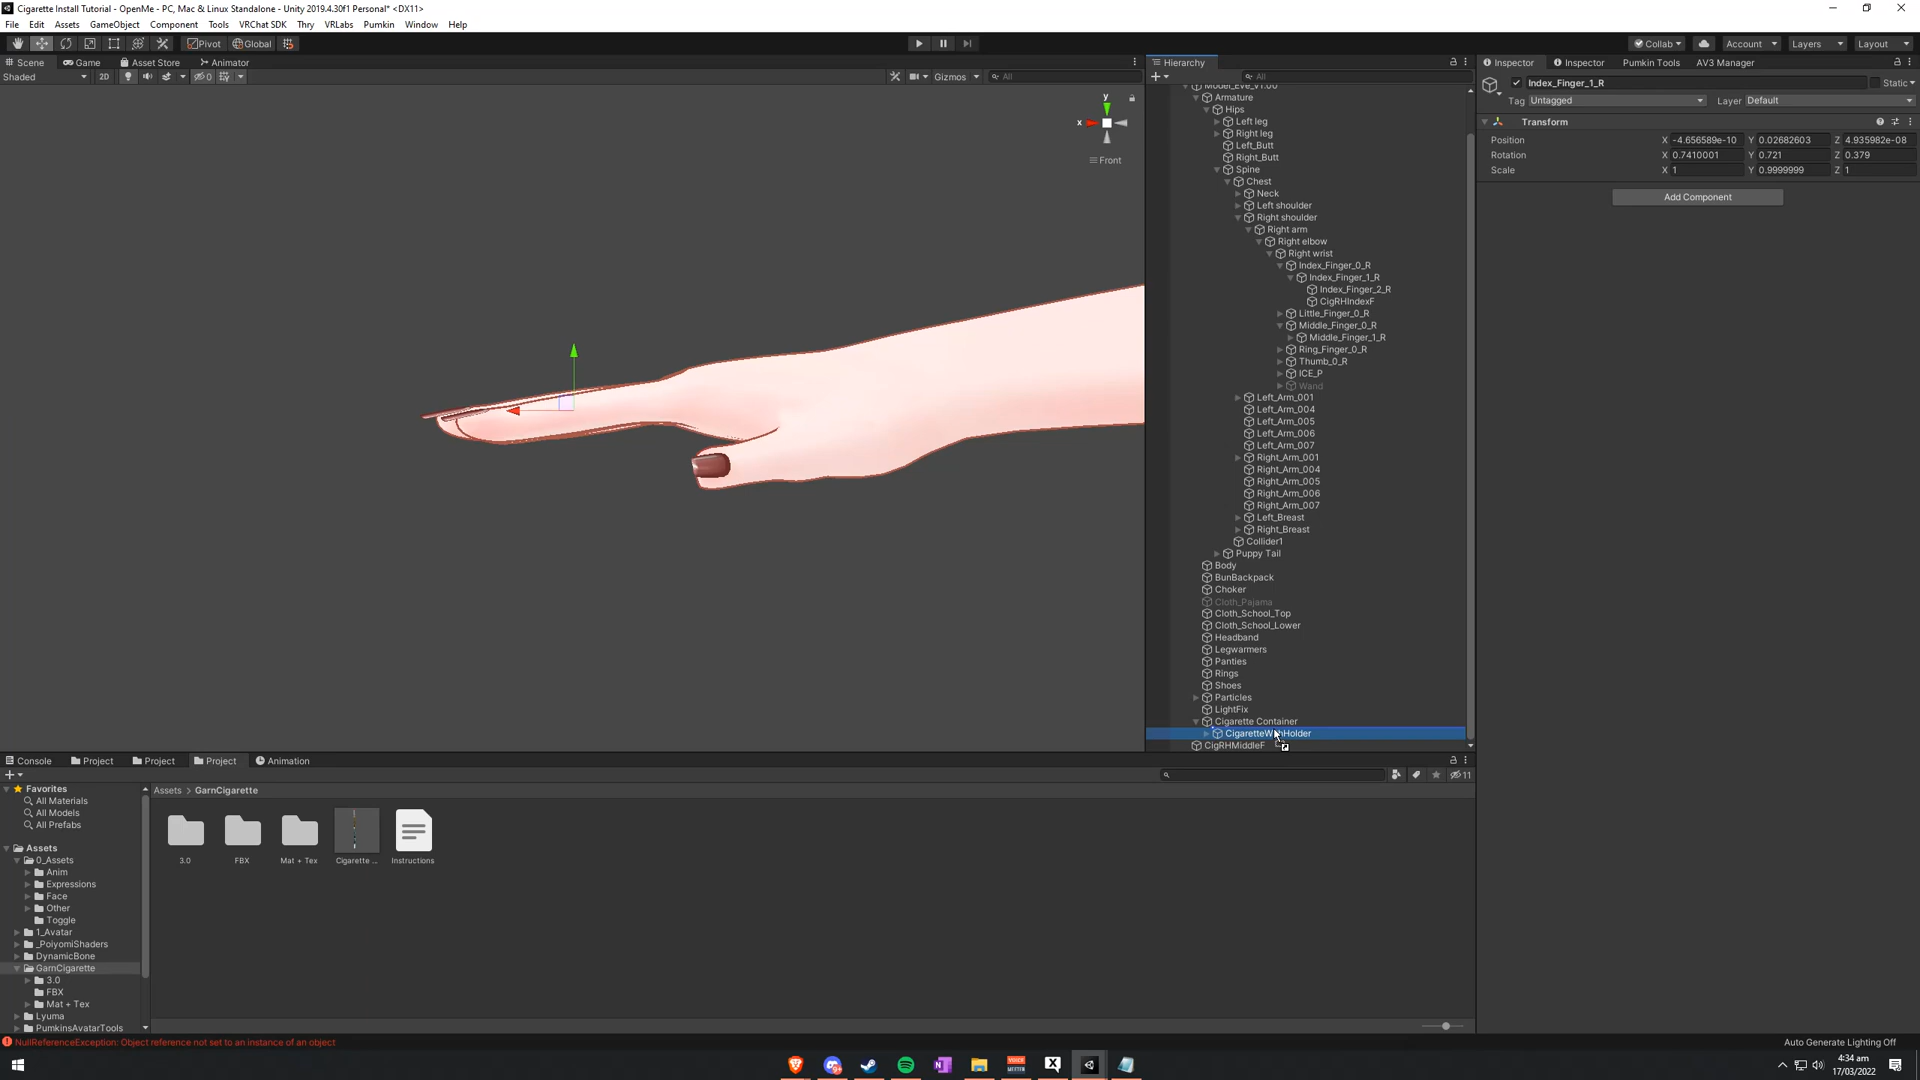 Cigarette Install Tutorial - OpenMe - PC, Mac & Linux Standalone - Unity 2019.4.30f1 Personal* <DX11>
File Edit Assets GameObject Component Tools VRChat SDK Thry VRLabs Pumkin Window Help
Pivot Global Collab Account Layers Layout
Scene Game Asset Store Animator
Shaded 2D 0 Gizmos All
y
x
Front
Hierarchy
All
Model_Eve_V1.00
Armature
Hips
Left leg
Right leg
Left_Butt
Right_Butt
Spine
Chest
Neck
Left shoulder
Right shoulder
Right arm
Right elbow
Right wrist
Index_Finger_0_R
Index_Finger_1_R
Index_Finger_2_R
CigRHIndexF
Little_Finger_0_R
Middle_Finger_0_R
Middle_Finger_1_R
Ring_Finger_0_R
Thumb_0_R
ICE_P
Wand
Left_Arm_001
Left_Arm_004
Left_Arm_005
Left_Arm_006
Left_Arm_007
Right_Arm_001
Right_Arm_004
Right_Arm_005
Right_Arm_006
Right_Arm_007
Left_Breast
Right_Breast
Collider1
Puppy Tail
Body
BunBackpack
Choker
Cloth_Pajama
Cloth_School_Top
Cloth_School_Lower
Headband
Legwarmers
Panties
Rings
Shoes
Particles
LightFix
Cigarette Container
CigaretteWithHolder
CigRHMiddleF
Inspector Inspector Pumkin Tools AV3 Manager
Index_Finger_1_R Static
Tag Untagged Layer Default
Transform
Position X -4.656589e-10 Y 0.02682603 Z 4.935982e-08
Rotation X 0.7410001 Y 0.721 Z 0.379
Scale X 1 Y 0.9999999 Z 1
Add Component
Console Project Project Project Animation
11
Favorites
All Materials
All Models
All Prefabs
Assets
0_Assets
Anim
Expressions
Face
Other
Toggle
1_Avatar
_PoiyomiShaders
DynamicBone
GarnCigarette
3.0
FBX
Mat + Tex
Lyuma
PumkinsAvatarTools
Assets > GarnCigarette
3.0 FBX Mat + Tex Cigarette ... Instructions
NullReferenceException: Object reference not set to an instance of an object
Auto Generate Lighting Off
4:34 am
17/03/2022